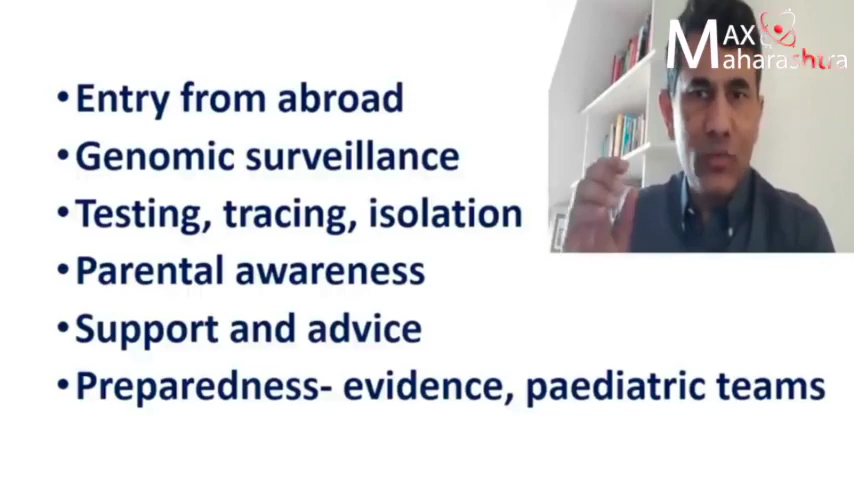 MAX
Maharashtra
•Entry from abroad
•Genomic surveillance
•Testing, tracing, isolation
•Parental awareness
•Support and advice
•Preparedness- evidence, paediatric teams